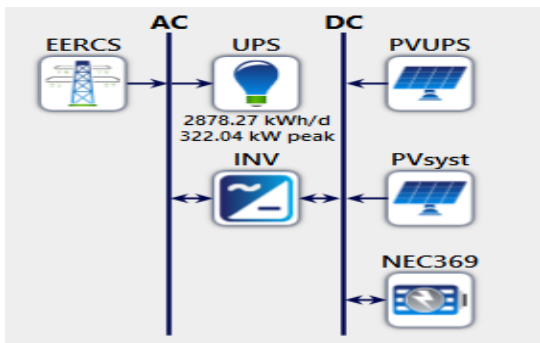 AC DC
EERCS UPS PVUPS
2878.27 kWh/d
322.04 kW peak
INV PVsyst
NEC369